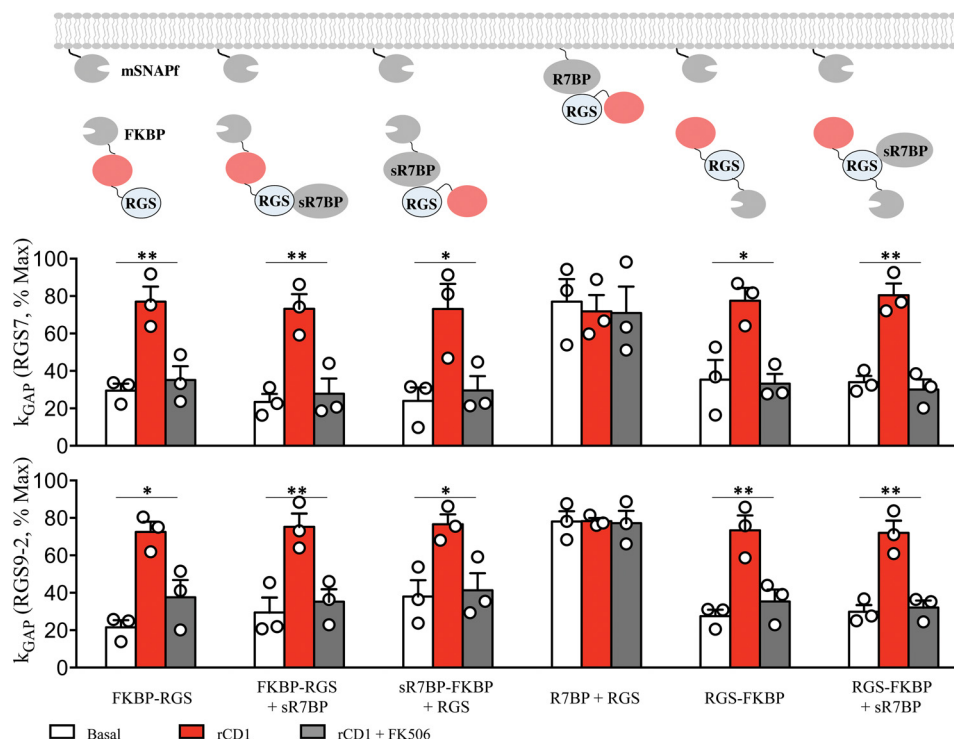 mSNAPf
R7BP
RGS
FKBP
RGS
RGS
sR7BP
sR7BP
RGS
RGS
RGS
sR7BP
kGAP (RGS7, % Max)
100
80
60
40
20
0
** ** * * **
kGAP (RGS9-2, % Max)
100
80
60
40
20
0
* ** * ** **
FKBP-RGS
FKBP-RGS
+ sR7BP
sR7BP-FKBP
+ RGS
R7BP + RGS
RGS-FKBP
RGS-FKBP
+ sR7BP
Basal rCD1 rCD1 + FK506